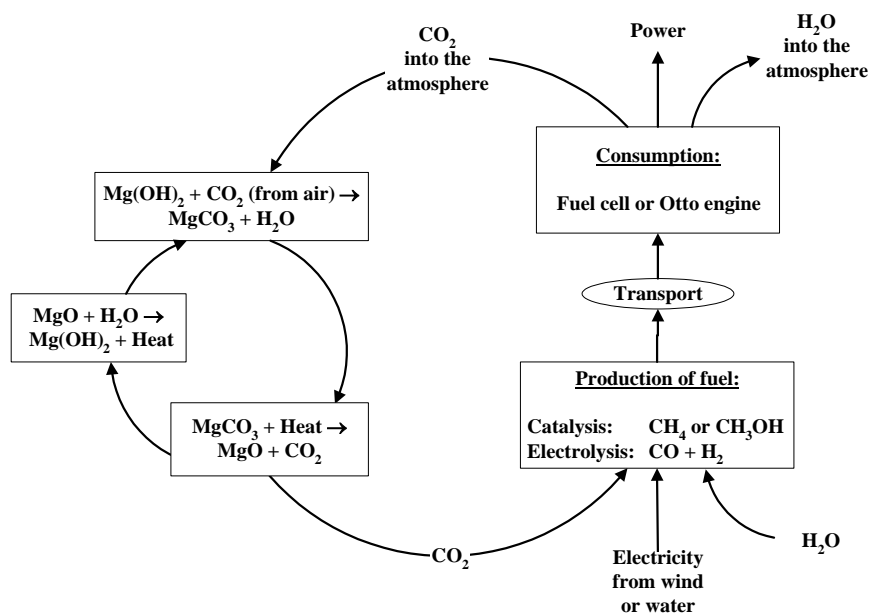 CO₂
into the
atmosphere
Power
H₂O
into the
atmosphere
Consumption:
Fuel cell or Otto engine
Mg(OH)₂ + CO₂ (from air) →
MgCO₃ + H₂O
MgO + H₂O →
Mg(OH)₂ + Heat
Transport
Production of fuel:
Catalysis: CH₄ or CH₃OH
Electrolysis: CO + H₂
MgCO₃ + Heat →
MgO + CO₂
CO₂
Electricity
from wind
or water
H₂O